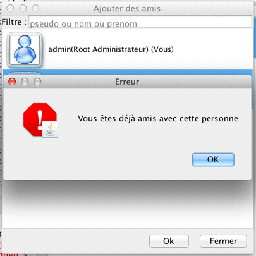 Ajouter des amis
Filtre : pseudo ou nom ou prenom
admin(Root Administrateur) (Vous)
Erreur
Vous êtes déjà amis avec cette personne
OK
Ok Fermer